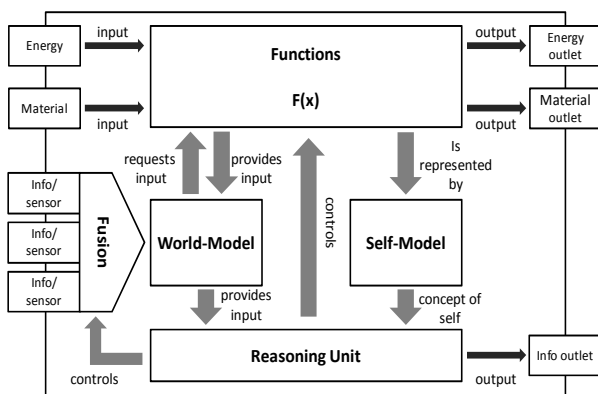 Energy
input
Functions
F(x)
output
Energy
outlet
Material
input
output
Material
outlet
requests
input
provides
input
controls
Is
represented
by
Info/
sensor
Info/
sensor
Info/
sensor
Fusion
World-Model
Self-Model
provides
input
concept of
self
controls
Reasoning Unit
output
Info outlet